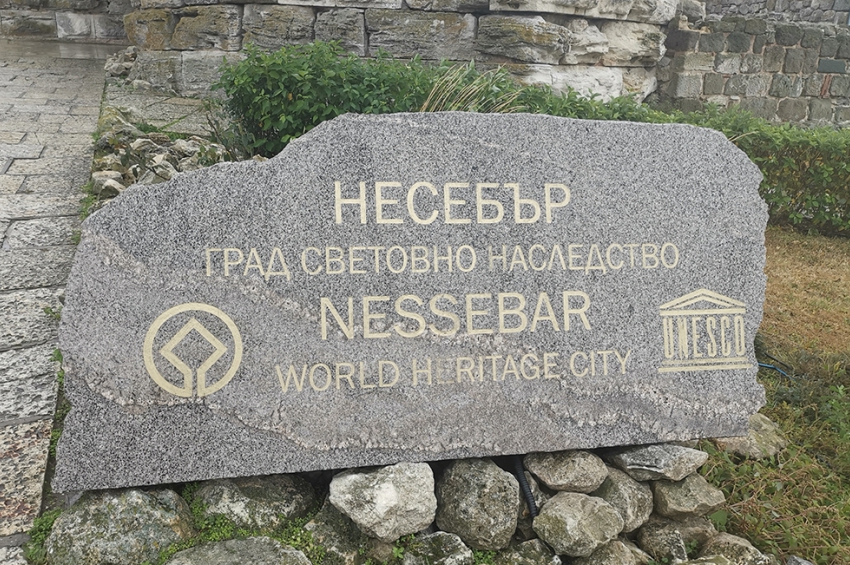 НЕСЕБЪР
ГРАД СВЕТОВНО НАСЛЕДСТВО
NESSEBAR
WORLD HERITAGE CITY
UNESCO